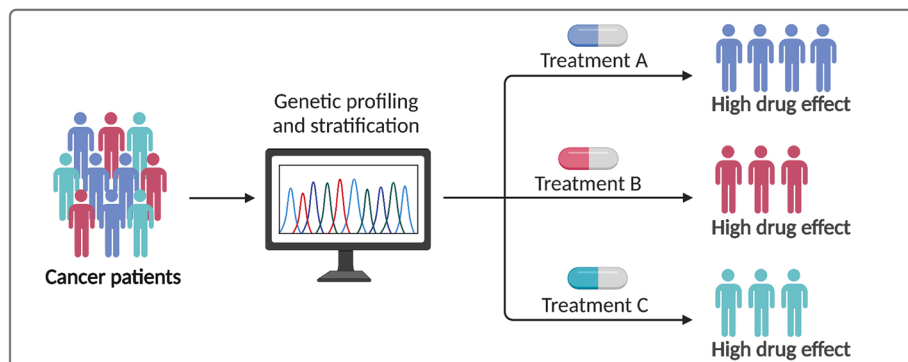 Cancer patients
Genetic profiling
and stratification
Treatment A
High drug effect
Treatment B
High drug effect
Treatment C
High drug effect